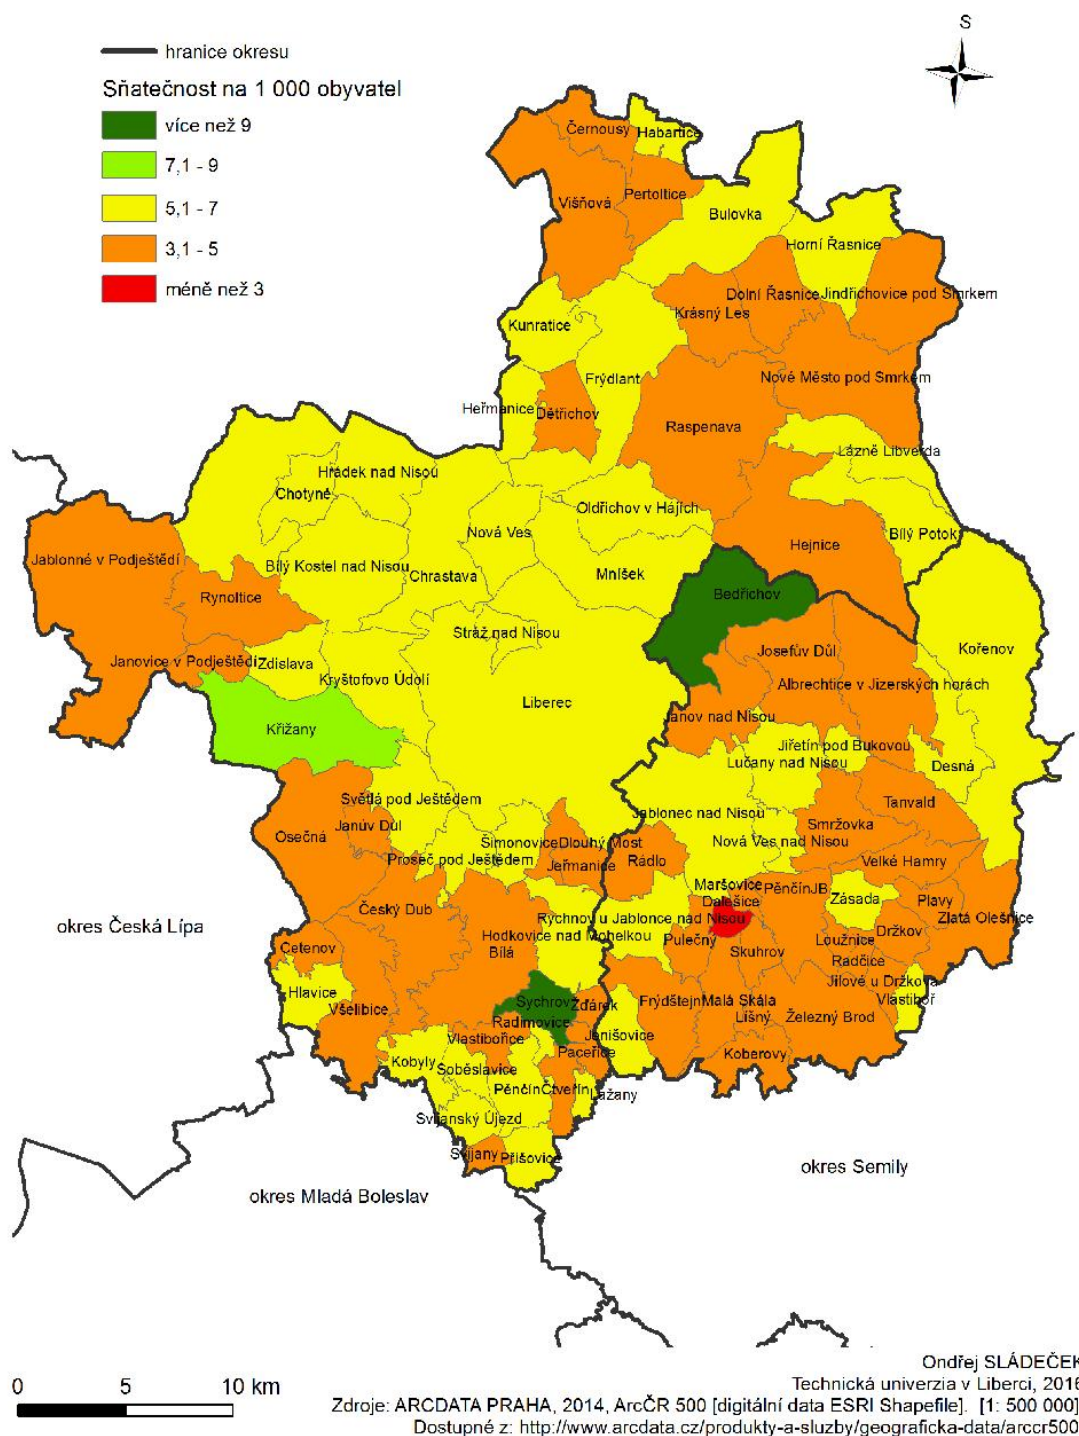 S
hranice okresu
Sňatečnost na 1 000 obyvatel
více než 9
7,1 - 9
5,1 - 7
3,1 - 5
méně než 3
Černousy
Habartice
Višňová
Pertoltice
Bulovka
Horní Řasnice
Dolní Řasnice
Jindřichovice pod Smrkem
Krásný Les
Kunratice
Frýdlant
Nové Město pod Smrkem
Heřmanice
Dětřichov
Raspenava
Lázně Libverda
Hrádek nad Nisou
Chotyně
Oldřichov v Hájích
Nová Ves
Bílý Potok
Hejnice
Jablonné v Podještědí
Bílý Kostel nad Nisou
Chrastava
Mníšek
Rynoltice
Bedřichov
Stráž nad Nisou
Kořenov
Josefův Důl
Janovice v Podještědí
Zdislava
Kryštofovo Údolí
Albrechtice v Jizerských horách
Liberec
Janov nad Nisou
Křižany
Jiřetín pod Bukovou
Lučany nad Nisou
Desná
Světlá pod Ještědem
Tanvald
Jablonec nad Nisou
Osečná
Janův Důl
Smržovka
Šimonovice
Dlouhý Most
Nová Ves nad Nisou
Proseč pod Ještědem
Jeřmanice
Rádlo
Velké Hamry
Maršovice
Pěnčín JB
Dalešice
Zásada
Plavy
Český Dub
Rychnov u Jablonce nad Nisou
Zlatá Olešnice
okres Česká Lípa
Držkov
Hodkovice nad Mohelkou
Pulečný
Loužnice
Cetenov
Bílá
Skuhrov
Radčice
Jílové u Držkova
Hlavice
Vlastiboř
Všelibice
Sychrov
Žďárek
Frýdštejn
Malá Skála
Líšný
Železný Brod
Radimovice
Vlastibořice
Jenišovice
Paceřice
Koberovy
Kobyly
Soběslavice
Pěnčín
Čtveřín
Lažany
Svijanský Újezd
Svijany
Příšovice
okres Semily
okres Mladá Boleslav
Ondřej SLÁDEČEK
Technická univerzia v Liberci, 2016
0 5 10 km
Zdroje: ARCDATA PRAHA, 2014, ArcČR 500 [digitální data ESRI Shapefile]. [1: 500 000]
Dostupné z: http://www.arcdata.cz/produkty-a-sluzby/geograficka-data/arccr500